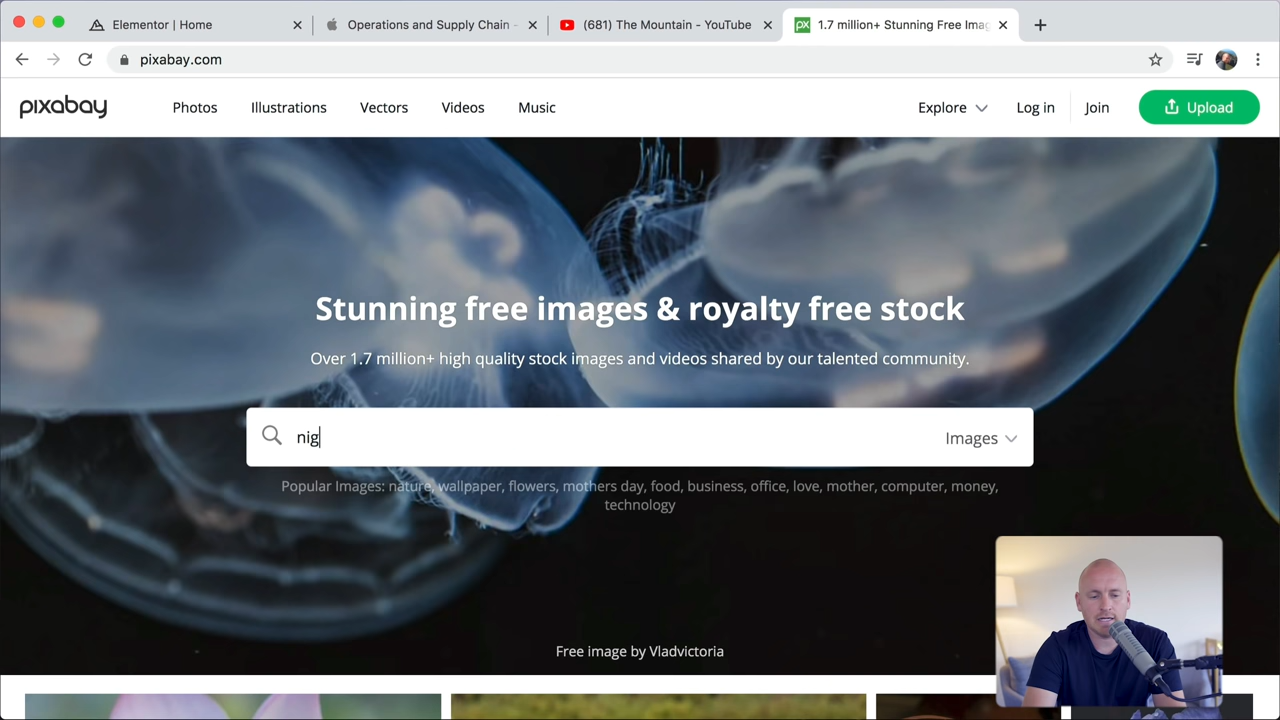 Elementor | Home
Operations and Supply Chain -
(681) The Mountain - YouTube
1.7 million+ Stunning Free Imag
pixabay.com
pixabay
Photos
Illustrations
Vectors
Videos
Music
Explore
Log in
Join
Upload
Stunning free images & royalty free stock
Over 1.7 million+ high quality stock images and videos shared by our talented community.
nig
Images
Popular Images: nature, wallpaper, flowers, mothers day, food, business, office, love, mother, computer, money,
technology
Free image by Vladvictoria